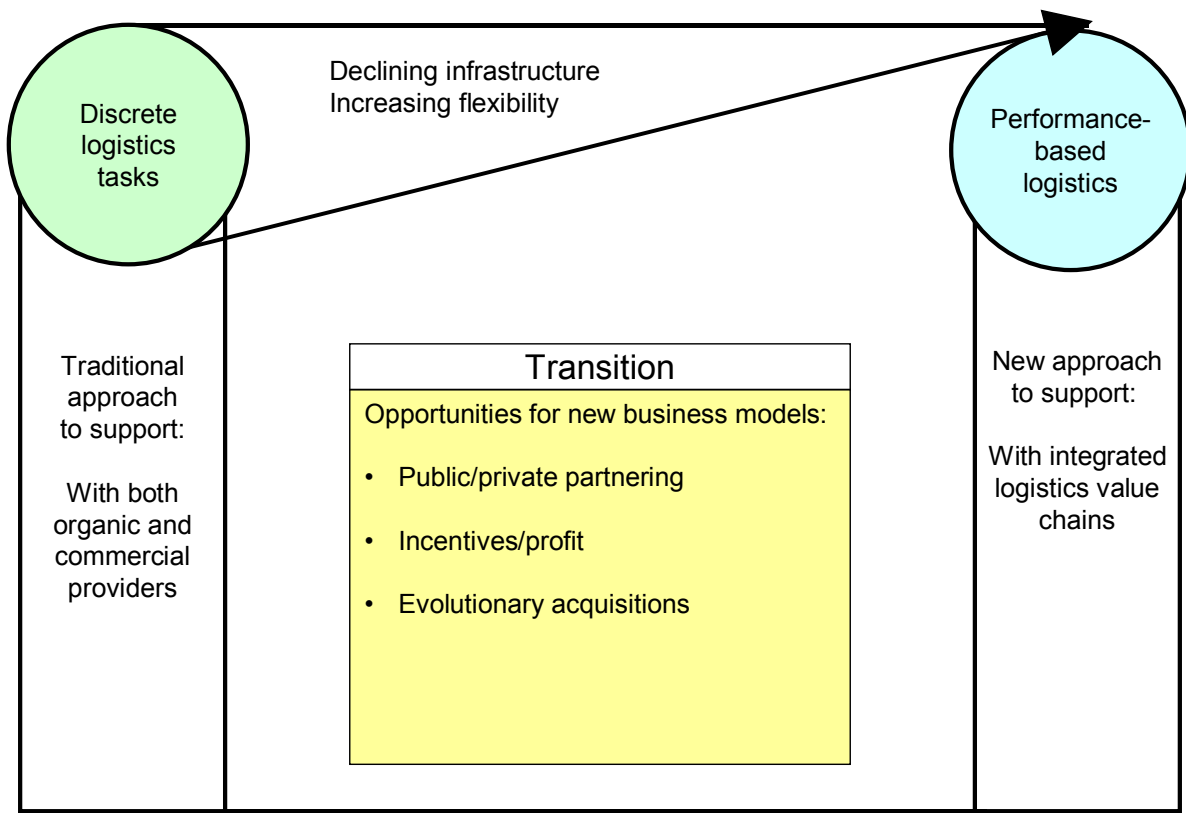 Discrete
logistics
tasks
Declining infrastructure
Increasing flexibility
Performance-
based
logistics
Traditional
approach
to support:
With both
organic and
commercial
providers
Transition
Opportunities for new business models:
• Public/private partnering
• Incentives/profit
• Evolutionary acquisitions
New approach
to support:
With integrated
logistics value
chains